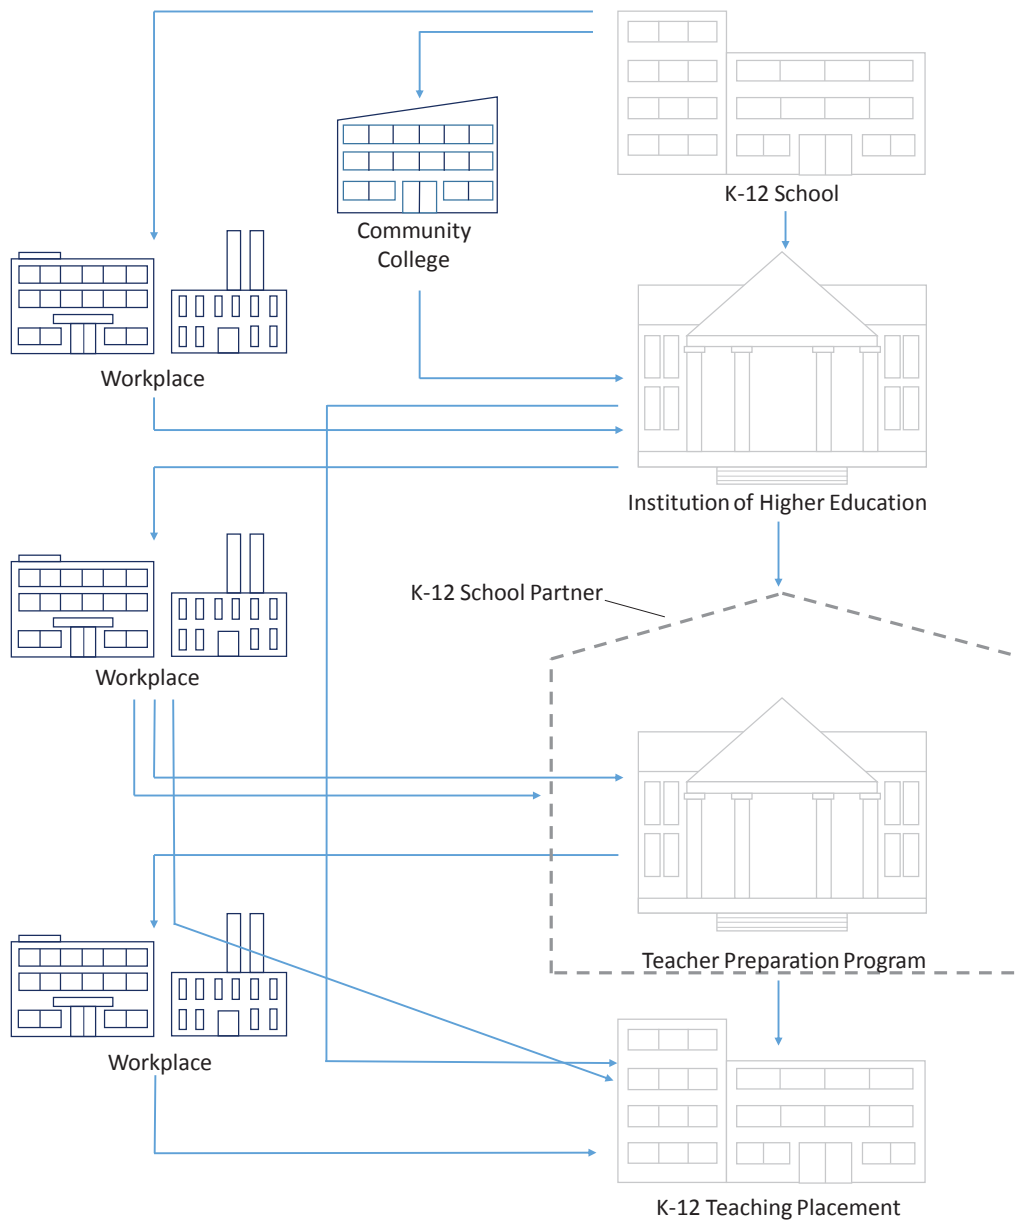 K-12 School
Community
College
Workplace
Institution of Higher Education
K-12 School Partner
Workplace
Teacher Preparation Program
Workplace
K-12 Teaching Placement